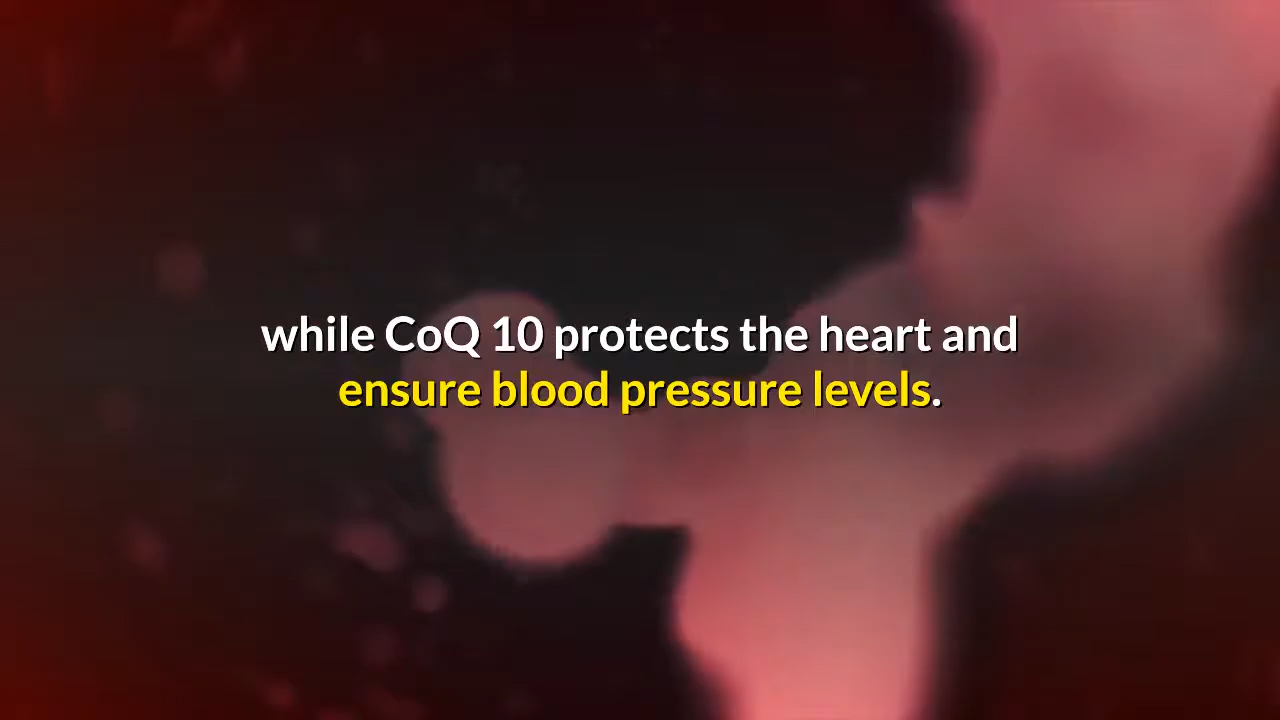 while CoQ 10 protects the heart and
ensure blood pressure levels.